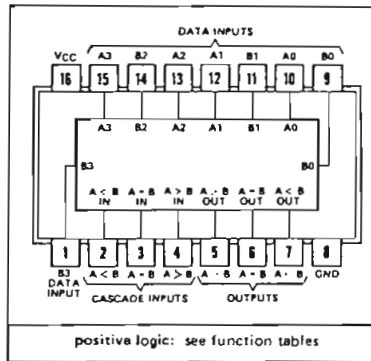 DATA INPUTS
VCC A3 B2 A2 A1 B1 A0 B0
16 15 14 13 12 11 10 9
A3 B2 A2 A1 B1 A0
B3 B0
A < B A = B A > B A > B A = B A < B
IN IN IN OUT OUT OUT
1 2 3 4 5 6 7 8
B3 A < B A = B A > B A = B GND
DATA
INPUT
CASCADE INPUTS OUTPUTS
positive logic: see function tables